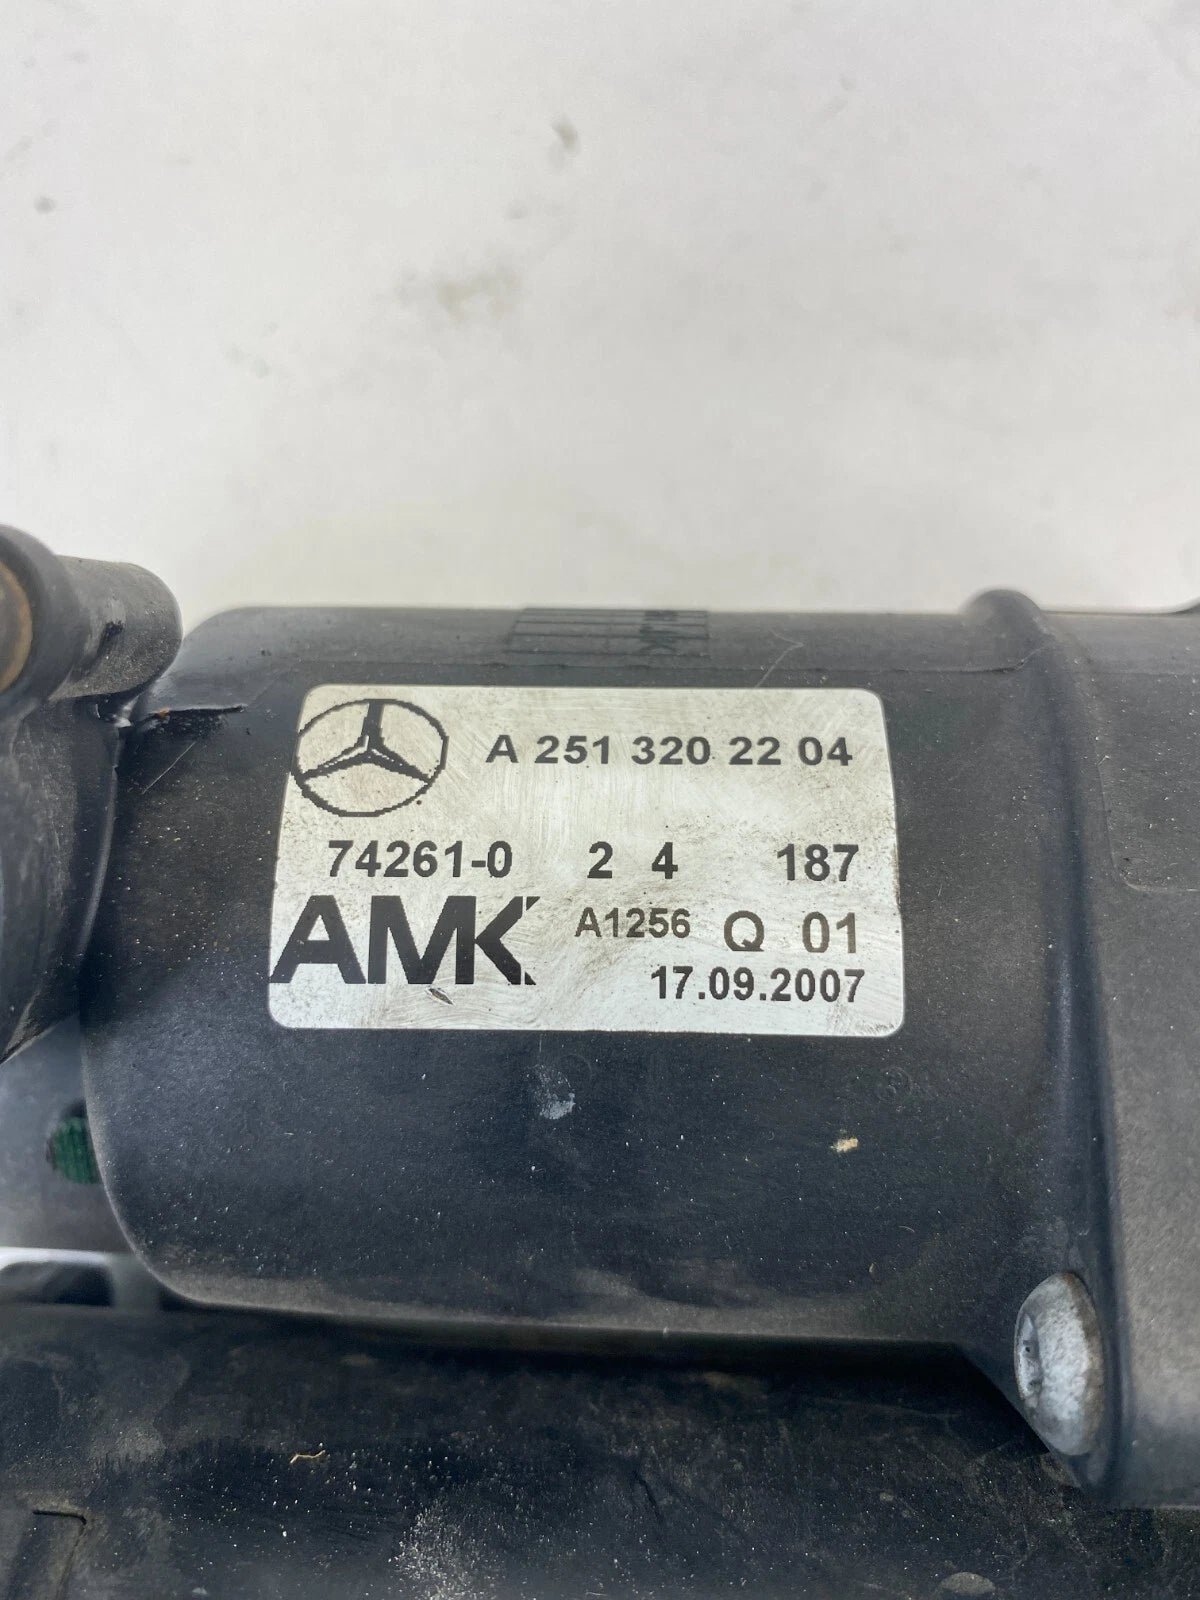 A 251 320 22 04
74261-0 2 4 187
AMK A1256 Q 01
17.09.2007